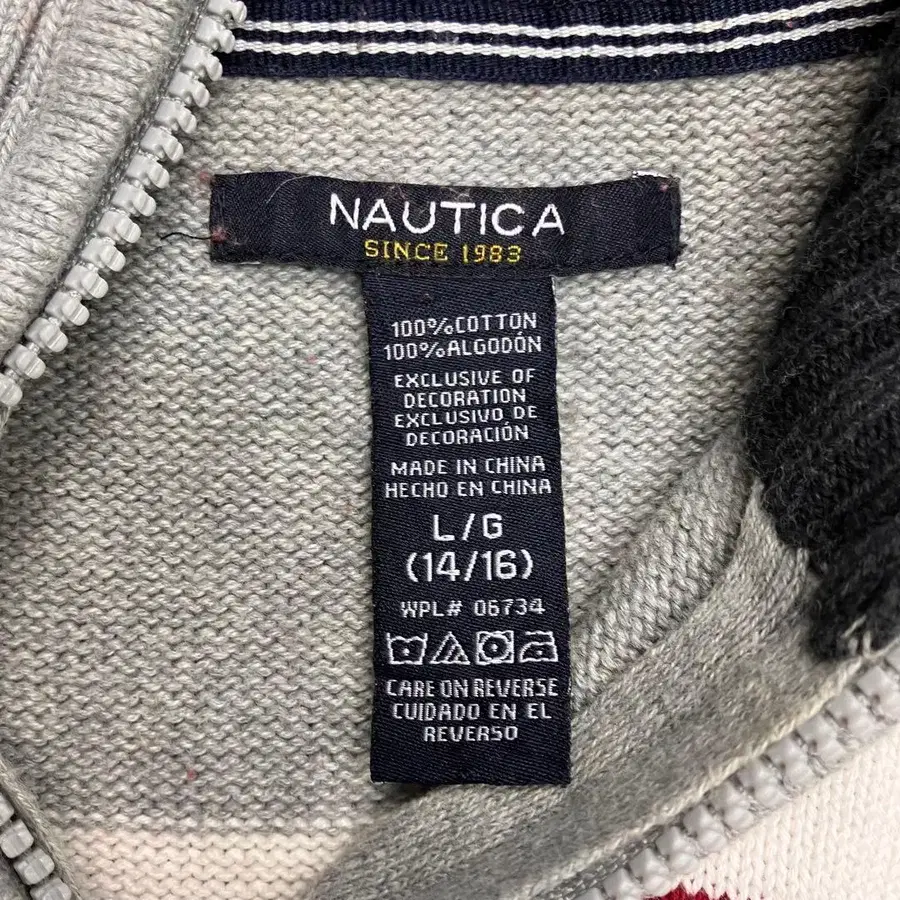 NAUTICA
SINCE 1983
100%COTTON
100%ALGODÓN
EXCLUSIVE OF
DECORATION
EXCLUSIVO DE
DECORACIÓN
MADE IN CHINA
HECHO EN CHINA
L/G
(14/16)
WPL# 06734
CARE ON REVERSE
CUIDADO EN EL
REVERSO